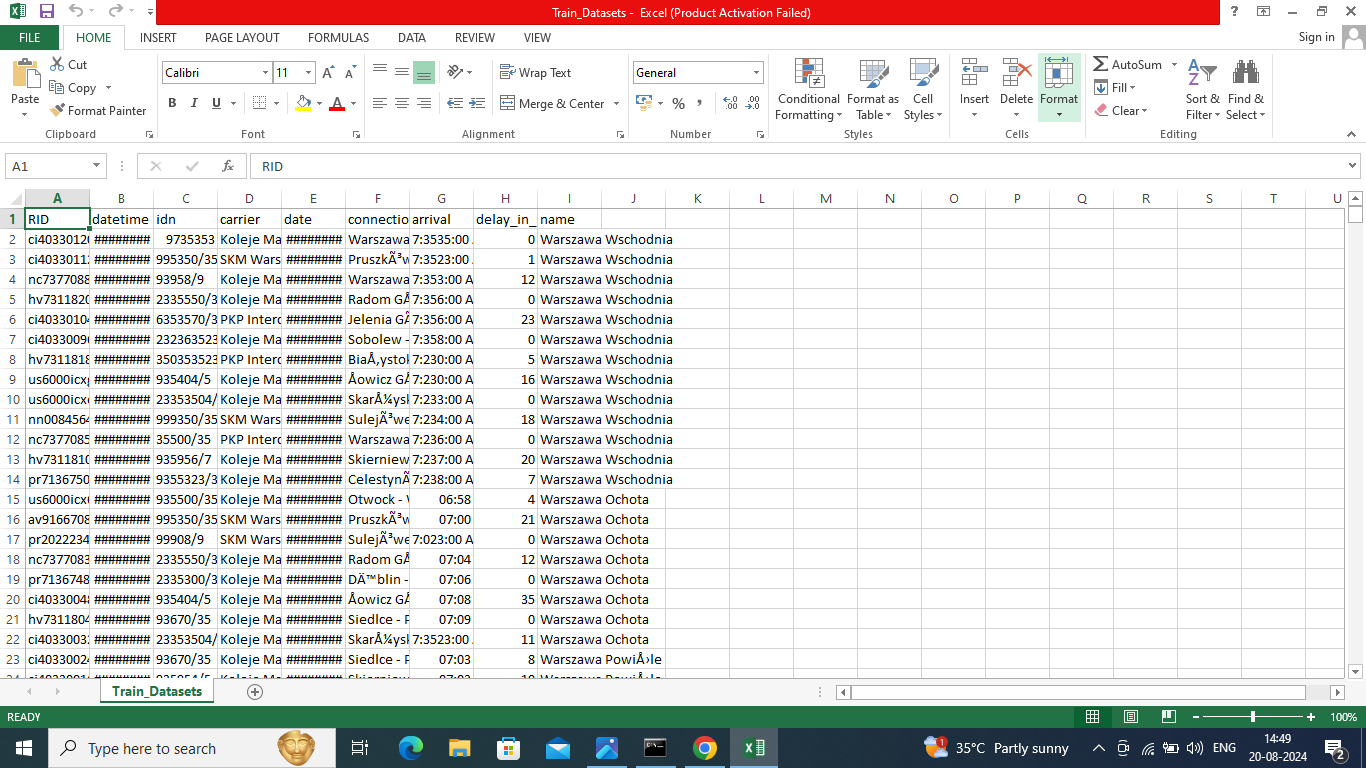 Train_Datasets - Excel (Product Activation Failed)
FILE HOME INSERT PAGE LAYOUT FORMULAS DATA REVIEW VIEW Sign in
Paste Cut Copy Format Painter
Calibri 11
B I U
Wrap Text
Merge & Center
General
Conditional Formatting Format as Table Cell Styles
Insert Delete Format
AutoSum Fill Clear
Sort & Filter Find & Select
Clipboard Font Alignment Number Styles Cells Editing
A1 fx RID
A B C D E F G H I J K L M N O P Q R S T U
1 RID datetime idn carrier date connectio arrival delay_in_ name
2 ci4033012 ######## 9735353 Koleje Ma ######## Warszawa 7:3535:00 0 Warszawa Wschodnia
3 ci4033011 ######## 995350/35 SKM Wars ######## PruszkÃ³w 7:3523:00 1 Warszawa Wschodnia
4 nc7377088 ######## 93958/9 Koleje Ma ######## Warszawa 7:353:00 A 12 Warszawa Wschodnia
5 hv7311820 ######## 2335550/3 Koleje Ma ######## Radom GÅ 7:356:00 A 0 Warszawa Wschodnia
6 ci4033010 ######## 6353570/3 PKP Interc ######## Jelenia GÃ 7:356:00 A 23 Warszawa Wschodnia
7 ci4033009 ######## 232363523 Koleje Ma ######## Sobolew - 7:358:00 A 0 Warszawa Wschodnia
8 hv7311818 ######## 350353523 PKP Interc ######## BiaÅ‚ystok 7:230:00 A 5 Warszawa Wschodnia
9 us6000icx ######## 935404/5 Koleje Ma ######## Åowicz GÅ 7:230:00 A 16 Warszawa Wschodnia
10 us6000icx ######## 23353504/ Koleje Ma ######## SkarÅ¼ysk 7:233:00 A 0 Warszawa Wschodnia
11 nn0084564 ######## 999350/35 SKM Wars ######## SulejÃ³we 7:234:00 A 18 Warszawa Wschodnia
12 nc7377085 ######## 35500/35 PKP Interc ######## Warszawa 7:236:00 A 0 Warszawa Wschodnia
13 hv7311810 ######## 935956/7 Koleje Ma ######## Skierniew 7:237:00 A 20 Warszawa Wschodnia
14 pr7136750 ######## 9355323/3 Koleje Ma ######## CelestynÃ 7:238:00 A 7 Warszawa Wschodnia
15 us6000icx ######## 935500/35 Koleje Ma ######## Otwock - 06:58 4 Warszawa Ochota
16 av9166708 ######## 995350/35 SKM Wars ######## PruszkÃ³w 07:00 21 Warszawa Ochota
17 pr2022234 ######## 99908/9 SKM Wars ######## SulejÃ³we 7:023:00 A 0 Warszawa Ochota
18 nc7377083 ######## 2335550/3 Koleje Ma ######## Radom GÅ 07:04 12 Warszawa Ochota
19 pr7136748 ######## 2335300/3 Koleje Ma ######## DÄ™blin - 07:06 0 Warszawa Ochota
20 ci4033004 ######## 935404/5 Koleje Ma ######## Åowicz GÅ 07:08 35 Warszawa Ochota
21 hv7311804 ######## 93670/35 Koleje Ma ######## Siedlce - P 07:09 0 Warszawa Ochota
22 ci4033003 ######## 23353504/ Koleje Ma ######## SkarÅ¼ysk 7:3523:00 11 Warszawa Ochota
23 ci4033002 ######## 93670/35 Koleje Ma ######## Siedlce - P 07:03 8 Warszawa PowiÅ›le
Train_Datasets
READY 100%
Type here to search
1 35°C Partly sunny ENG 14:49
20-08-2024 2